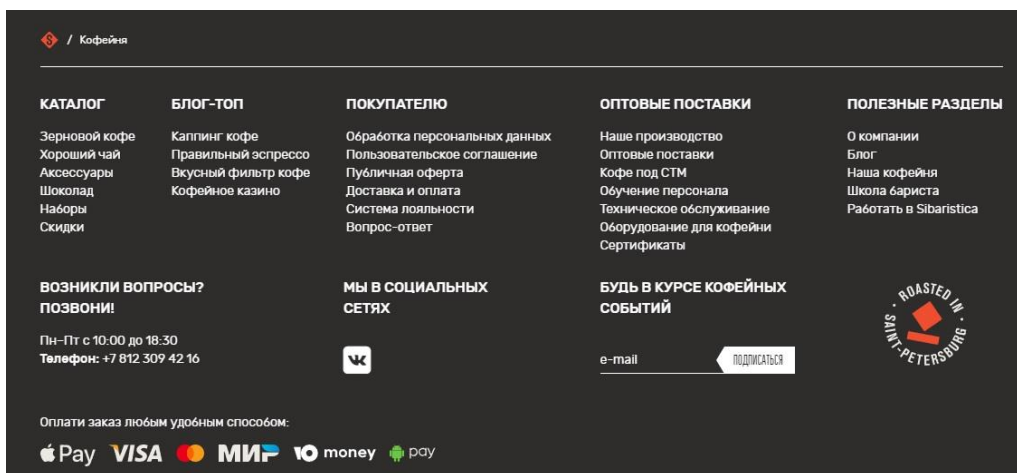 / Кофейня
КАТАЛОГ
Зерновой кофе
Хороший чай
Аксессуары
Шоколад
Наборы
Скидки
БЛОГ-ТОП
Каппинг кофе
Правильный эспрессо
Вкусный фильтр кофе
Кофейное казино
ПОКУПАТЕЛЮ
Обработка персональных данных
Пользовательское соглашение
Публичная оферта
Доставка и оплата
Система лояльности
Вопрос-ответ
ОПТОВЫЕ ПОСТАВКИ
Наше производство
Оптовые поставки
Кофе под СТМ
Обучение персонала
Техническое обслуживание
Оборудование для кофейни
Сертификаты
ПОЛЕЗНЫЕ РАЗДЕЛЫ
О компании
Блог
Наша кофейня
Школа бариста
Работать в Sibaristica
ВОЗНИКЛИ ВОПРОСЫ?
ПОЗВОНИ!
Пн-Пт с 10:00 до 18:30
Телефон: +7 812 309 42 16
МЫ В СОЦИАЛЬНЫХ
СЕТЯХ
БУДЬ В КУРСЕ КОФЕЙНЫХ
СОБЫТИЙ
e-mail ПОДПИСАТЬСЯ
ROASTED IN
SAINT-PETERSBURG
Оплати заказ любым удобным способом:
Pay VISA МИР Ю money pay